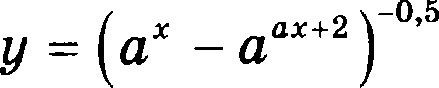 y = (a^x − a^{ax+2})^{−0,5}